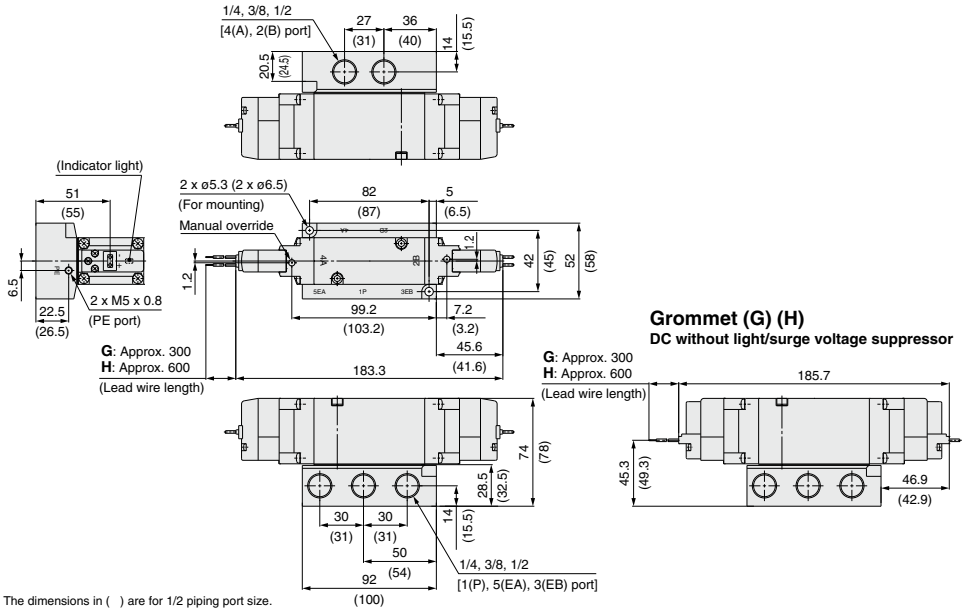 1/4, 3/8, 1/2
[4(A), 2(B) port]
27
(31)
36
(40)
14
(15.5)
20.5
(24.5)
(Indicator light)
51
(55)
6.5
22.5
(26.5)
2 x M5 x 0.8
(PE port)
PE
2 x ø5.3 (2 x ø6.5)
(For mounting)
Manual override
82
(87)
5
(6.5)
1.2
1.2
4A
2B
5EA
1P
3EB
42
(45)
52
(58)
99.2
(103.2)
7.2
(3.2)
45.6
(41.6)
183.3
G: Approx. 300
H: Approx. 600
(Lead wire length)
Grommet (G) (H)
DC without light/surge voltage suppressor
G: Approx. 300
H: Approx. 600
(Lead wire length)
185.7
45.3
(49.3)
46.9
(42.9)
74
(78)
28.5
(32.5)
14
(15.5)
30
(31)
30
(31)
50
(54)
92
(100)
1/4, 3/8, 1/2
[1(P), 5(EA), 3(EB) port]
The dimensions in ( ) are for 1/2 piping port size.